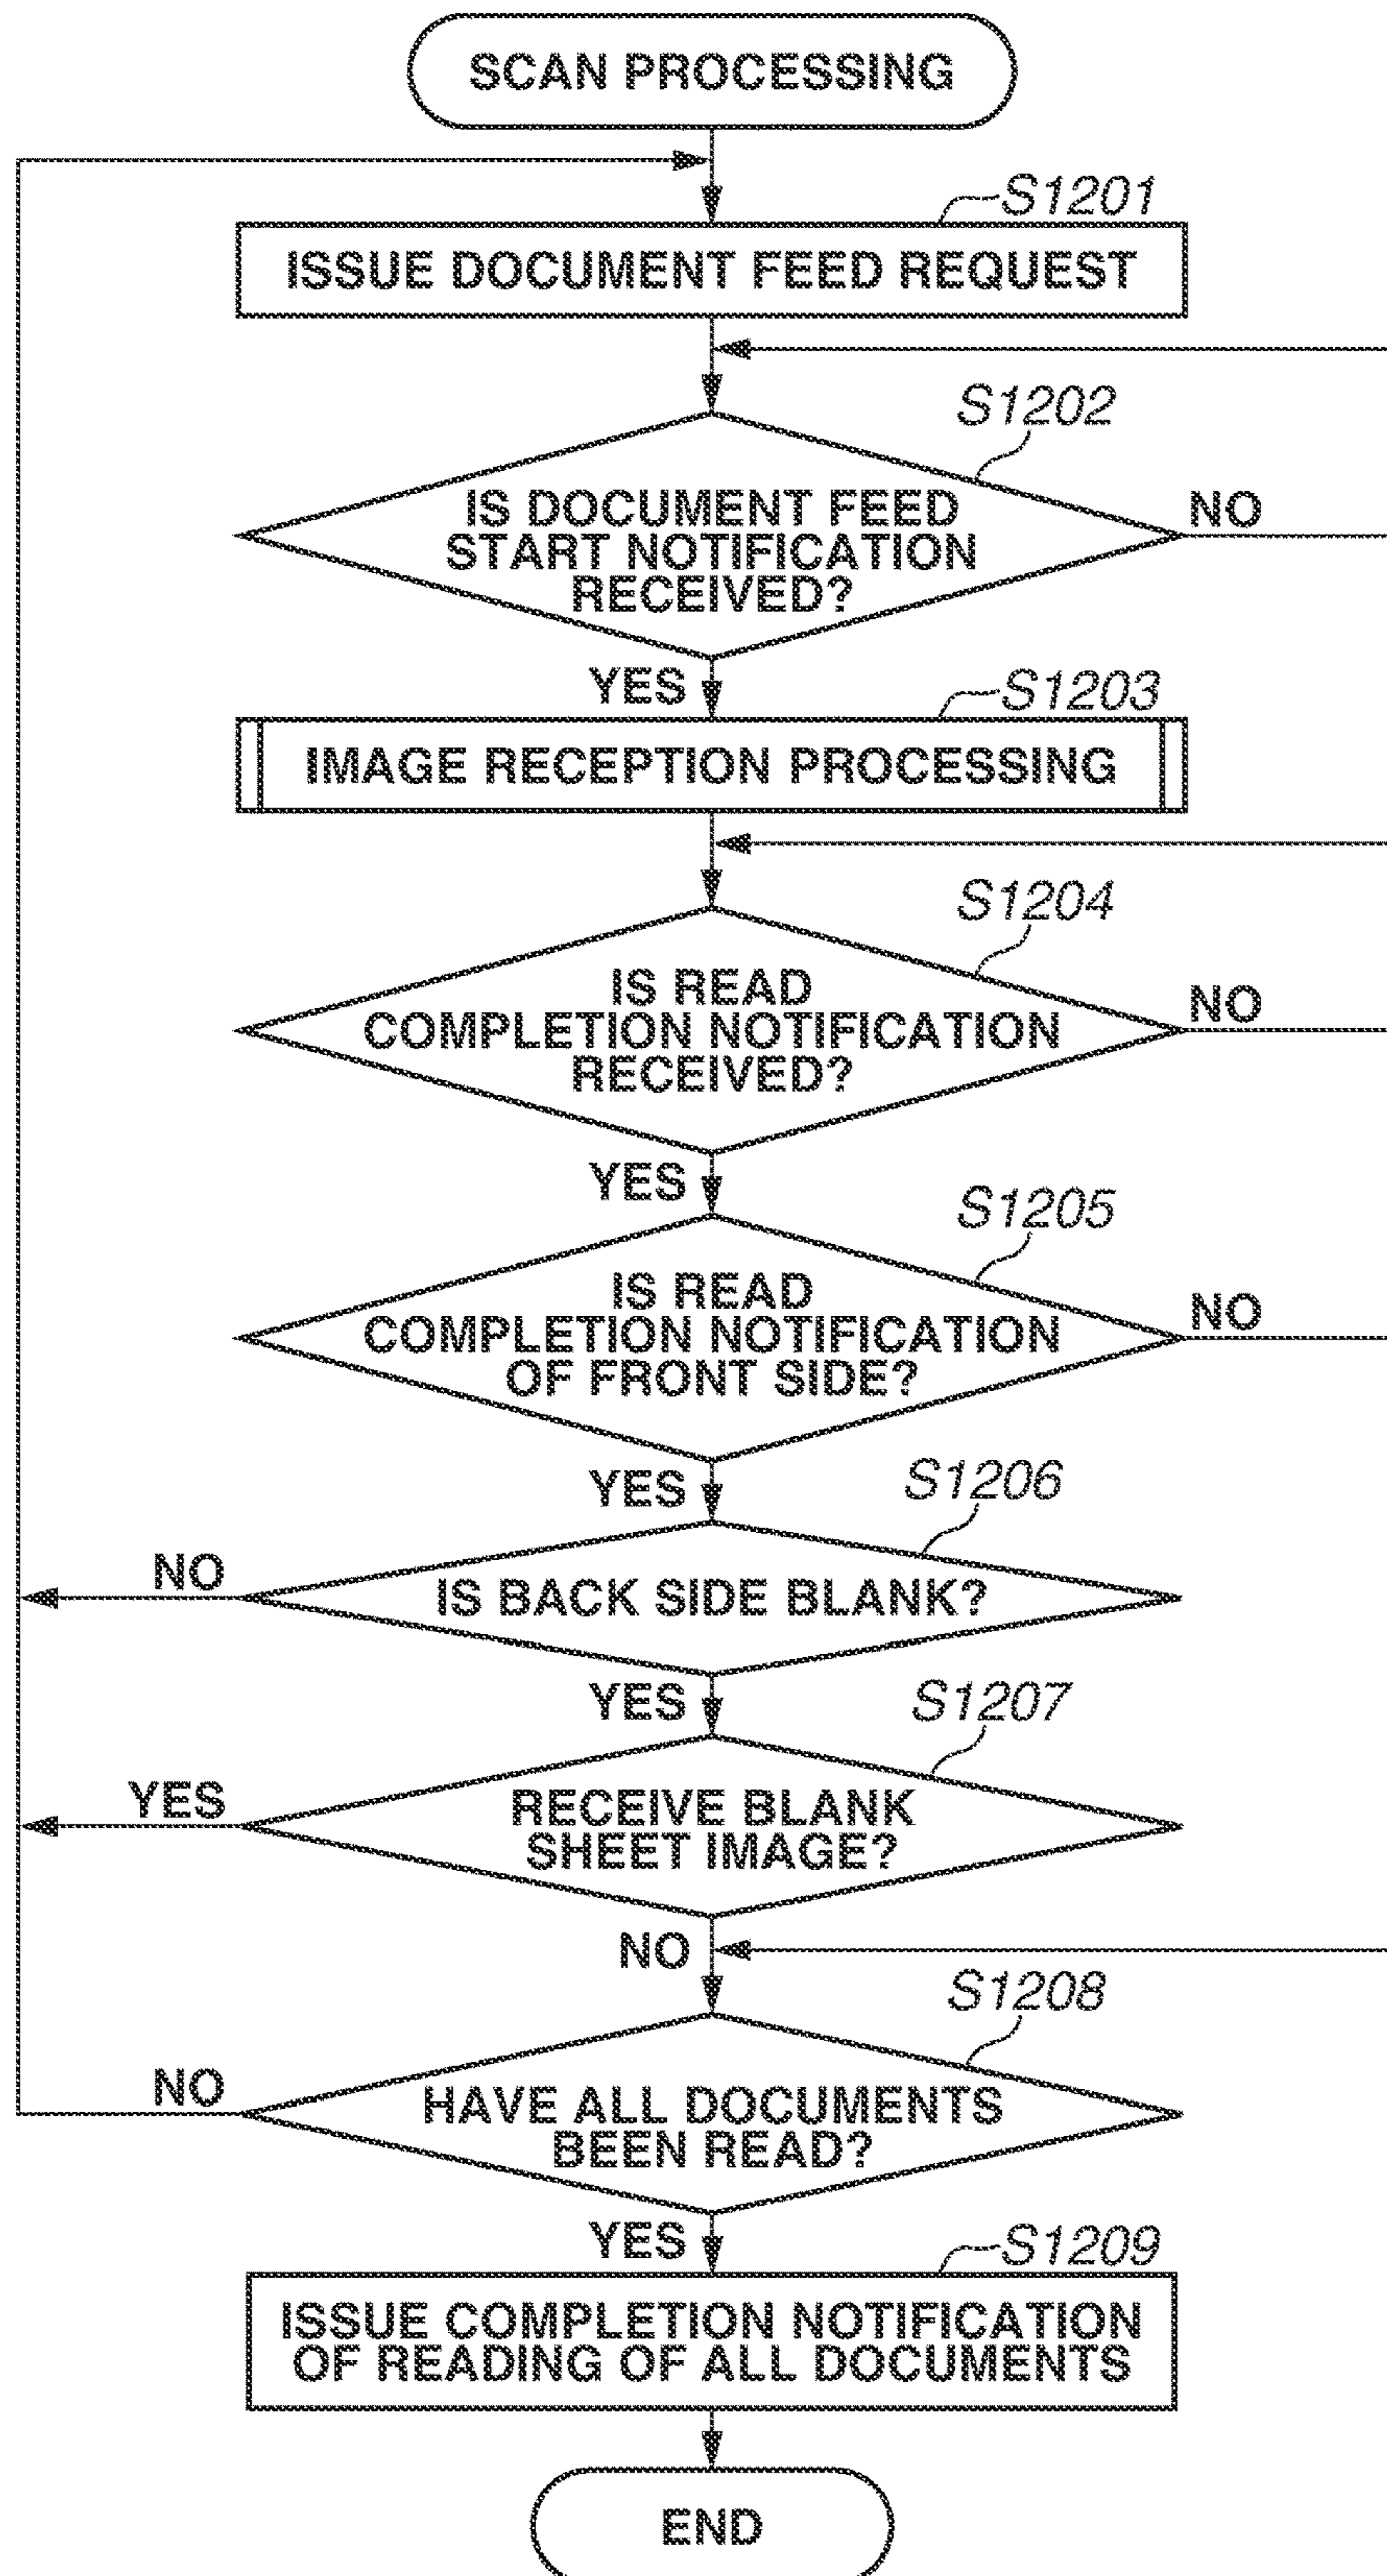 SCAN PROCESSING
S1201
ISSUE DOCUMENT FEED REQUEST
S1202
IS DOCUMENT FEED
START NOTIFICATION
RECEIVED?
NO
YES
S1203
IMAGE RECEPTION PROCESSING
S1204
IS READ
COMPLETION NOTIFICATION
RECEIVED?
NO
YES
S1205
IS READ
COMPLETION NOTIFICATION
OF FRONT SIDE?
NO
YES
S1206
NO
IS BACK SIDE BLANK?
YES
S1207
YES
RECEIVE BLANK
SHEET IMAGE?
NO
S1208
NO
HAVE ALL DOCUMENTS
BEEN READ?
YES
S1209
ISSUE COMPLETION NOTIFICATION
OF READING OF ALL DOCUMENTS
END